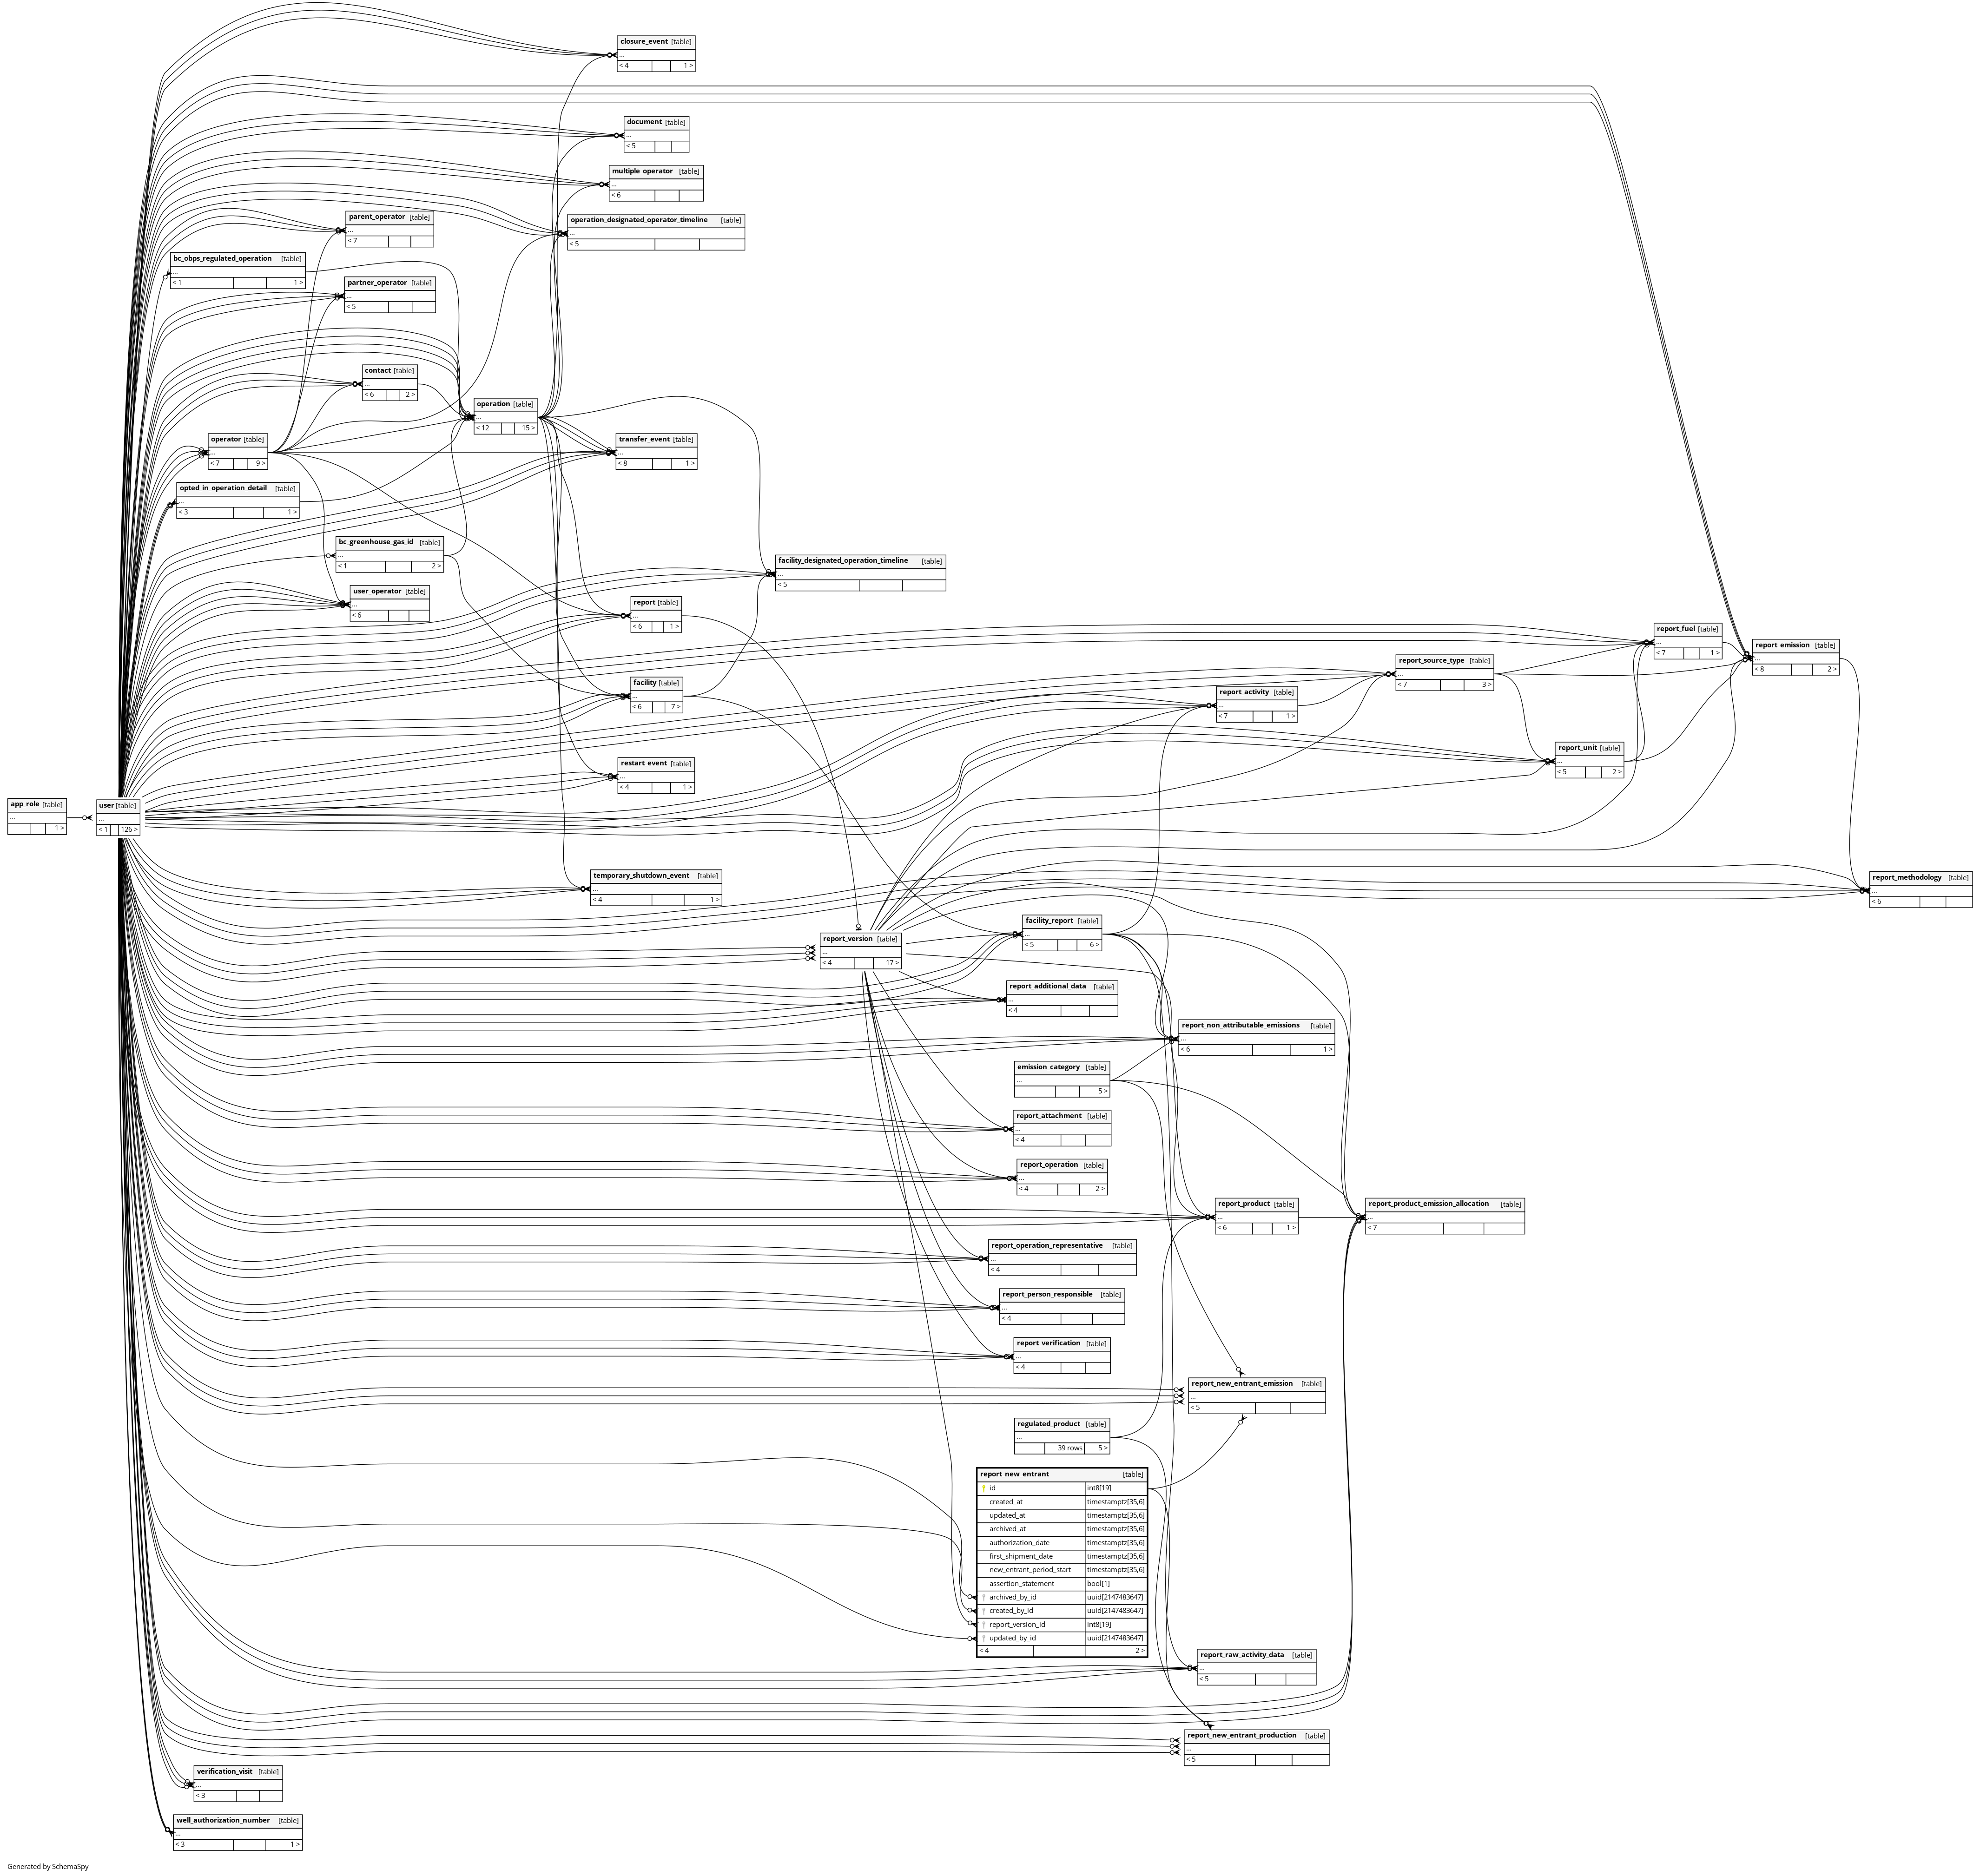 closure_event [table]
...
< 4 1 >
document [table]
...
< 5
multiple_operator [table]
...
< 6
parent_operator [table]
...
< 7
operation_designated_operator_timeline [table]
...
< 5
bc_obps_regulated_operation [table]
...
< 1 1 >
partner_operator [table]
...
< 5
contact [table]
...
< 6 2 >
operation [table]
...
< 12 15 >
operator [table]
...
< 7 9 >
transfer_event [table]
...
< 8 1 >
opted_in_operation_detail [table]
...
< 3 1 >
bc_greenhouse_gas_id [table]
...
< 1 2 >
facility_designated_operation_timeline [table]
...
< 5
user_operator [table]
...
< 6
report [table]
...
< 6 1 >
report_fuel [table]
...
< 7 1 >
report_emission [table]
...
< 8 2 >
report_source_type [table]
...
< 7 3 >
facility [table]
...
< 6 7 >
report_activity [table]
...
< 7 1 >
report_unit [table]
...
< 5 2 >
restart_event [table]
...
< 4 1 >
app_role [table]
...
1 >
user [table]
...
< 1 126 >
temporary_shutdown_event [table]
...
< 4 1 >
report_methodology [table]
...
< 6
facility_report [table]
...
< 5 6 >
report_version [table]
...
< 4 17 >
report_additional_data [table]
...
< 4
report_non_attributable_emissions [table]
...
< 6 1 >
emission_category [table]
...
5 >
report_attachment [table]
...
< 4
report_operation [table]
...
< 4 2 >
report_product [table]
...
< 6 1 >
report_product_emission_allocation [table]
...
< 7
report_operation_representative [table]
...
< 4
report_person_responsible [table]
...
< 4
report_verification [table]
...
< 4
report_new_entrant_emission [table]
...
< 5
regulated_product [table]
...
39 rows 5 >
report_new_entrant [table]
id int8[19]
created_at timestamptz[35,6]
updated_at timestamptz[35,6]
archived_at timestamptz[35,6]
authorization_date timestamptz[35,6]
first_shipment_date timestamptz[35,6]
new_entrant_period_start timestamptz[35,6]
assertion_statement bool[1]
archived_by_id uuid[2147483647]
created_by_id uuid[2147483647]
report_version_id int8[19]
updated_by_id uuid[2147483647]
< 4 2 >
report_raw_activity_data [table]
...
< 5
report_new_entrant_production [table]
...
< 5
verification_visit [table]
...
< 3
well_authorization_number [table]
...
< 3 1 >
Generated by SchemaSpy